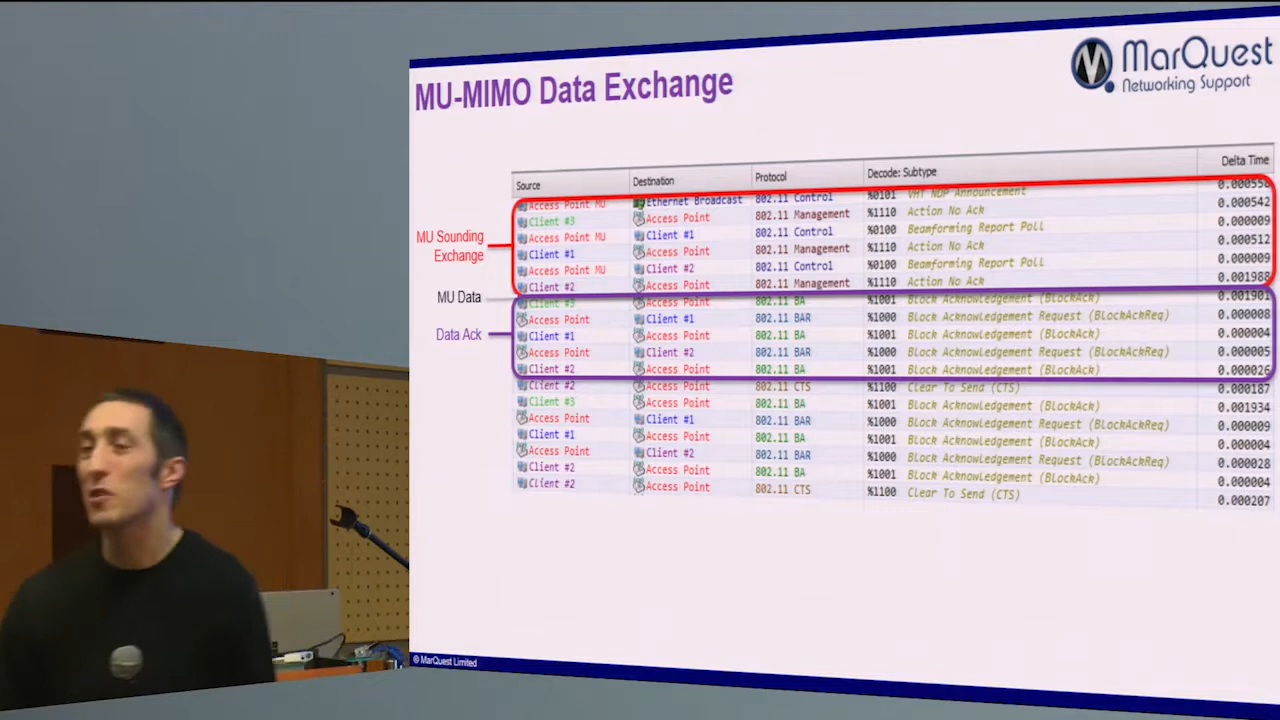 MarQuest
Networking Support
MU-MIMO Data Exchange
Source Destination Protocol Decode: Subtype Delta Time
Access Point MU Ethernet Broadcast 802.11 Control %0101 VHT NDP Announcement 0.000558
Client #3 Access Point 802.11 Management %1110 Action No Ack 0.000542
Access Point MU Client #1 802.11 Control %0100 Beamforming Report Poll 0.000009
Client #1 Access Point 802.11 Management %1110 Action No Ack 0.000512
Access Point MU Client #2 802.11 Control %0100 Beamforming Report Poll 0.000009
Client #2 Access Point 802.11 Management %1110 Action No Ack 0.001988
Client #3 Access Point 802.11 BA %1001 Block Acknowledgement (BlockAck) 0.001901
Access Point Client #1 802.11 BAR %1000 Block Acknowledgement Request (BlockAckReq) 0.000008
Client #1 Access Point 802.11 BA %1001 Block Acknowledgement (BlockAck) 0.000004
Access Point Client #2 802.11 BAR %1000 Block Acknowledgement Request (BlockAckReq) 0.000005
Client #2 Access Point 802.11 BA %1001 Block Acknowledgement (BlockAck) 0.000026
Client #2 Access Point 802.11 CTS %1100 Clear To Send (CTS) 0.000187
Client #3 Access Point 802.11 BA %1001 Block Acknowledgement (BlockAck) 0.001934
Access Point Client #1 802.11 BAR %1000 Block Acknowledgement Request (BlockAckReq) 0.000009
Client #1 Access Point 802.11 BA %1001 Block Acknowledgement (BlockAck) 0.000004
Access Point Client #2 802.11 BAR %1000 Block Acknowledgement Request (BlockAckReq) 0.000028
Client #2 Access Point 802.11 BA %1001 Block Acknowledgement (BlockAck) 0.000004
Client #2 Access Point 802.11 CTS %1100 Clear To Send (CTS) 0.000207
MU Sounding
Exchange
MU Data
Data Ack
© MarQuest Limited